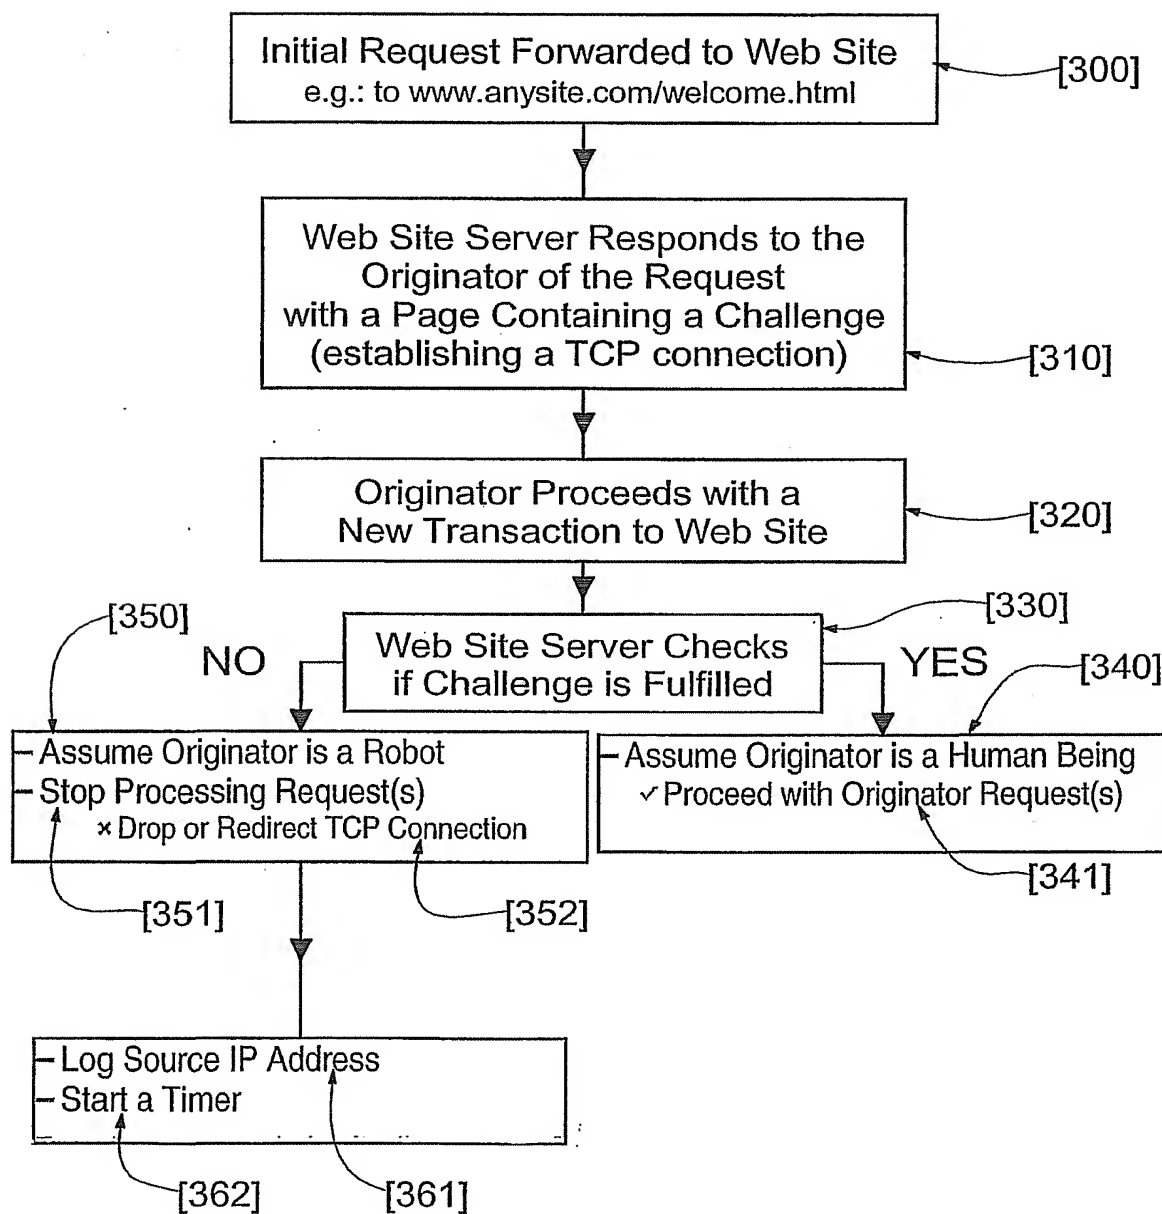 Initial Request Forwarded to Web Site
e.g.: to www.anysite.com/welcome.html
[300]
Web Site Server Responds to the
Originator of the Request
with a Page Containing a Challenge
(establishing a TCP connection)
[310]
Originator Proceeds with a
New Transaction to Web Site
[320]
[330]
Web Site Server Checks
if Challenge is Fulfilled
[350]
NO
YES
[340]
– Assume Originator is a Robot
– Stop Processing Request(s)
× Drop or Redirect TCP Connection
[351]
[352]
– Assume Originator is a Human Being
✓ Proceed with Originator Request(s)
[341]
– Log Source IP Address
– Start a Timer
[362]
[361]